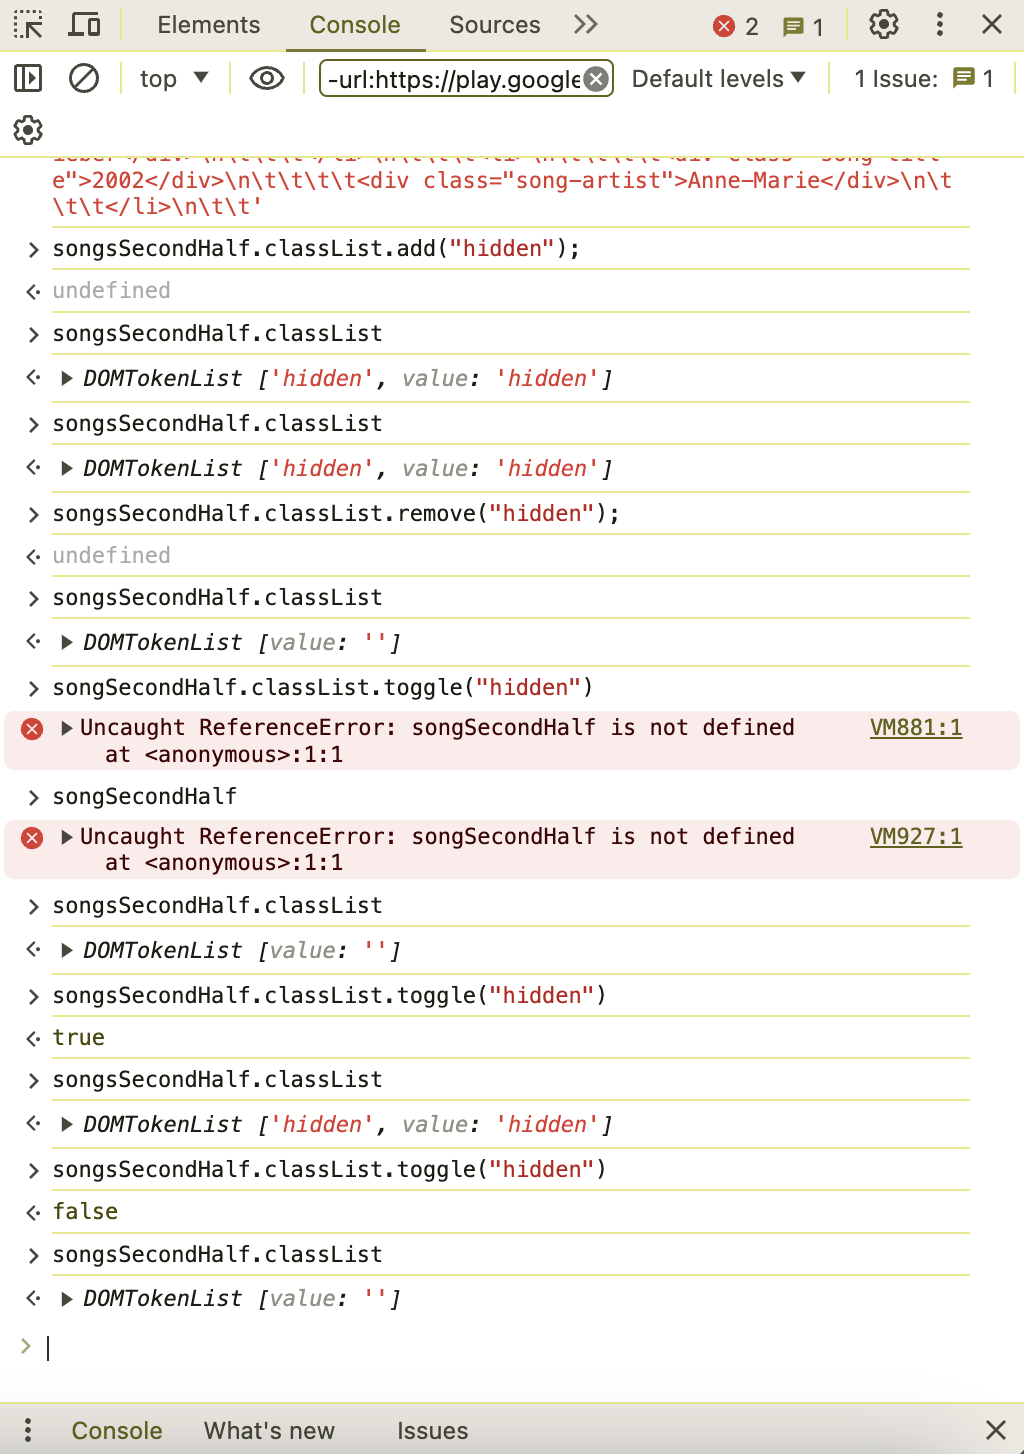 Elements Console Sources 2 1
top -url:https://play.google Default levels 1 Issue: 1
e">2002</div>\n\t\t\t\t<div class="song-artist">Anne-Marie</div>\n\t
\t\t</li>\n\t\t'
songsSecondHalf.classList.add("hidden");
undefined
songsSecondHalf.classList
DOMTokenList ['hidden', value: 'hidden']
songsSecondHalf.classList
DOMTokenList ['hidden', value: 'hidden']
songsSecondHalf.classList.remove("hidden");
undefined
songsSecondHalf.classList
DOMTokenList [value: '']
songSecondHalf.classList.toggle("hidden")
Uncaught ReferenceError: songSecondHalf is not defined VM881:1
at <anonymous>:1:1
songSecondHalf
Uncaught ReferenceError: songSecondHalf is not defined VM927:1
at <anonymous>:1:1
songsSecondHalf.classList
DOMTokenList [value: '']
songsSecondHalf.classList.toggle("hidden")
true
songsSecondHalf.classList
DOMTokenList ['hidden', value: 'hidden']
songsSecondHalf.classList.toggle("hidden")
false
songsSecondHalf.classList
DOMTokenList [value: '']
Console What's new Issues